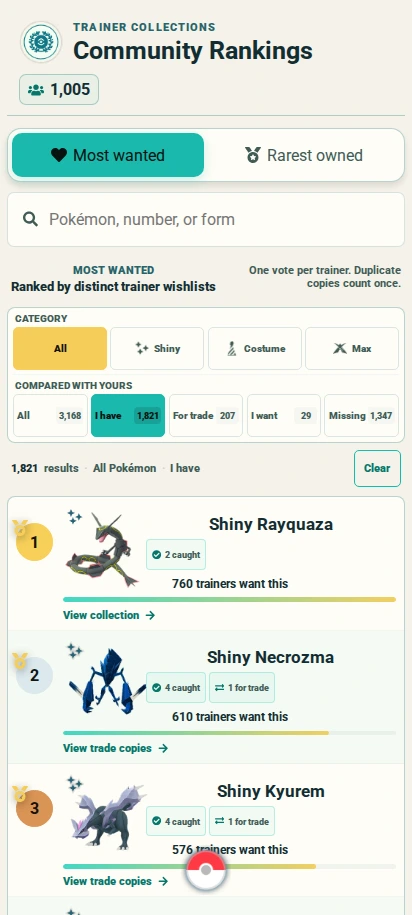 TRAINER COLLECTIONS
Community Rankings
1,005
Most wanted
Rarest owned
Pokémon, number, or form
MOST WANTED
Ranked by distinct trainer wishlists
One vote per trainer. Duplicate
copies count once.
CATEGORY
All
Shiny
Costume
Max
COMPARED WITH YOURS
All 3,168
I have 1,821
For trade 207
I want 29
Missing 1,347
1,821 results · All Pokémon · I have
Clear
1
Shiny Rayquaza
2 caught
760 trainers want this
View collection →
2
Shiny Necrozma
4 caught
1 for trade
610 trainers want this
View trade copies →
3
Shiny Kyurem
4 caught
1 for trade
576 trainers want this
View trade copies →